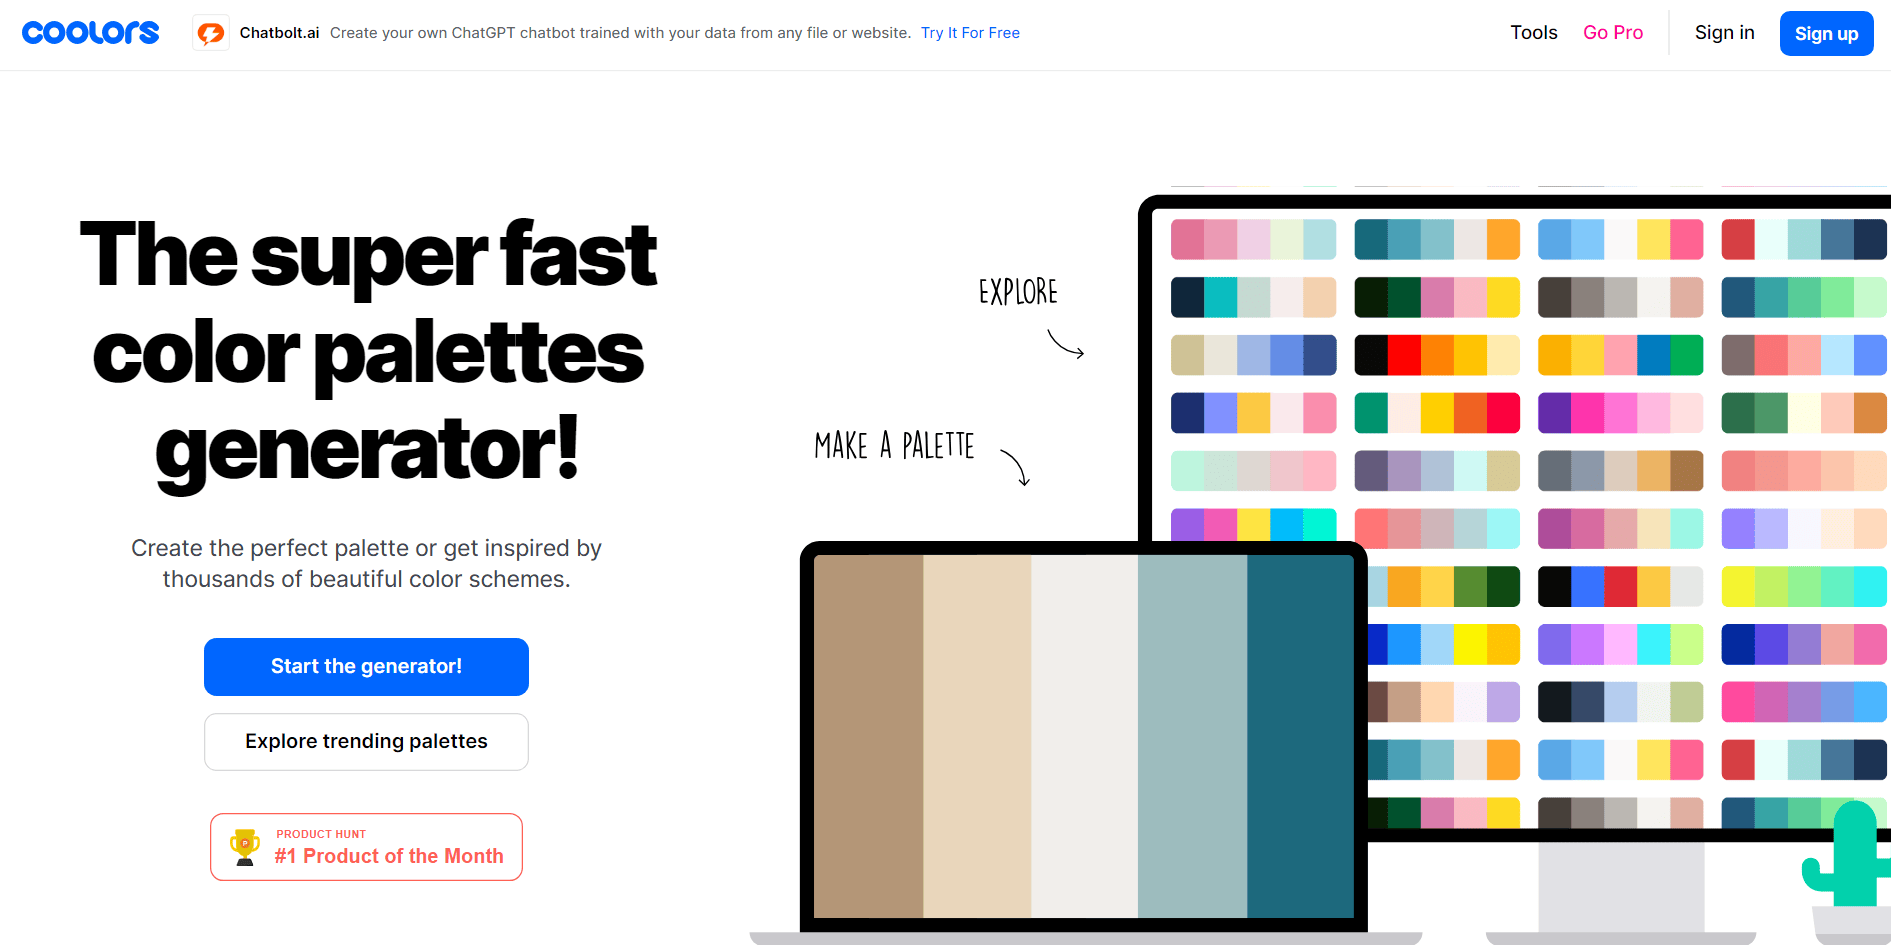 coolors
Chatbolt.ai Create your own ChatGPT chatbot trained with your data from any file or website. Try It For Free
Tools
Go Pro
Sign in
Sign up
The super fast
color palettes
generator!
Create the perfect palette or get inspired by
thousands of beautiful color schemes.
Start the generator!
Explore trending palettes
P
PRODUCT HUNT
#1 Product of the Month
EXPLORE
MAKE A PALETTE